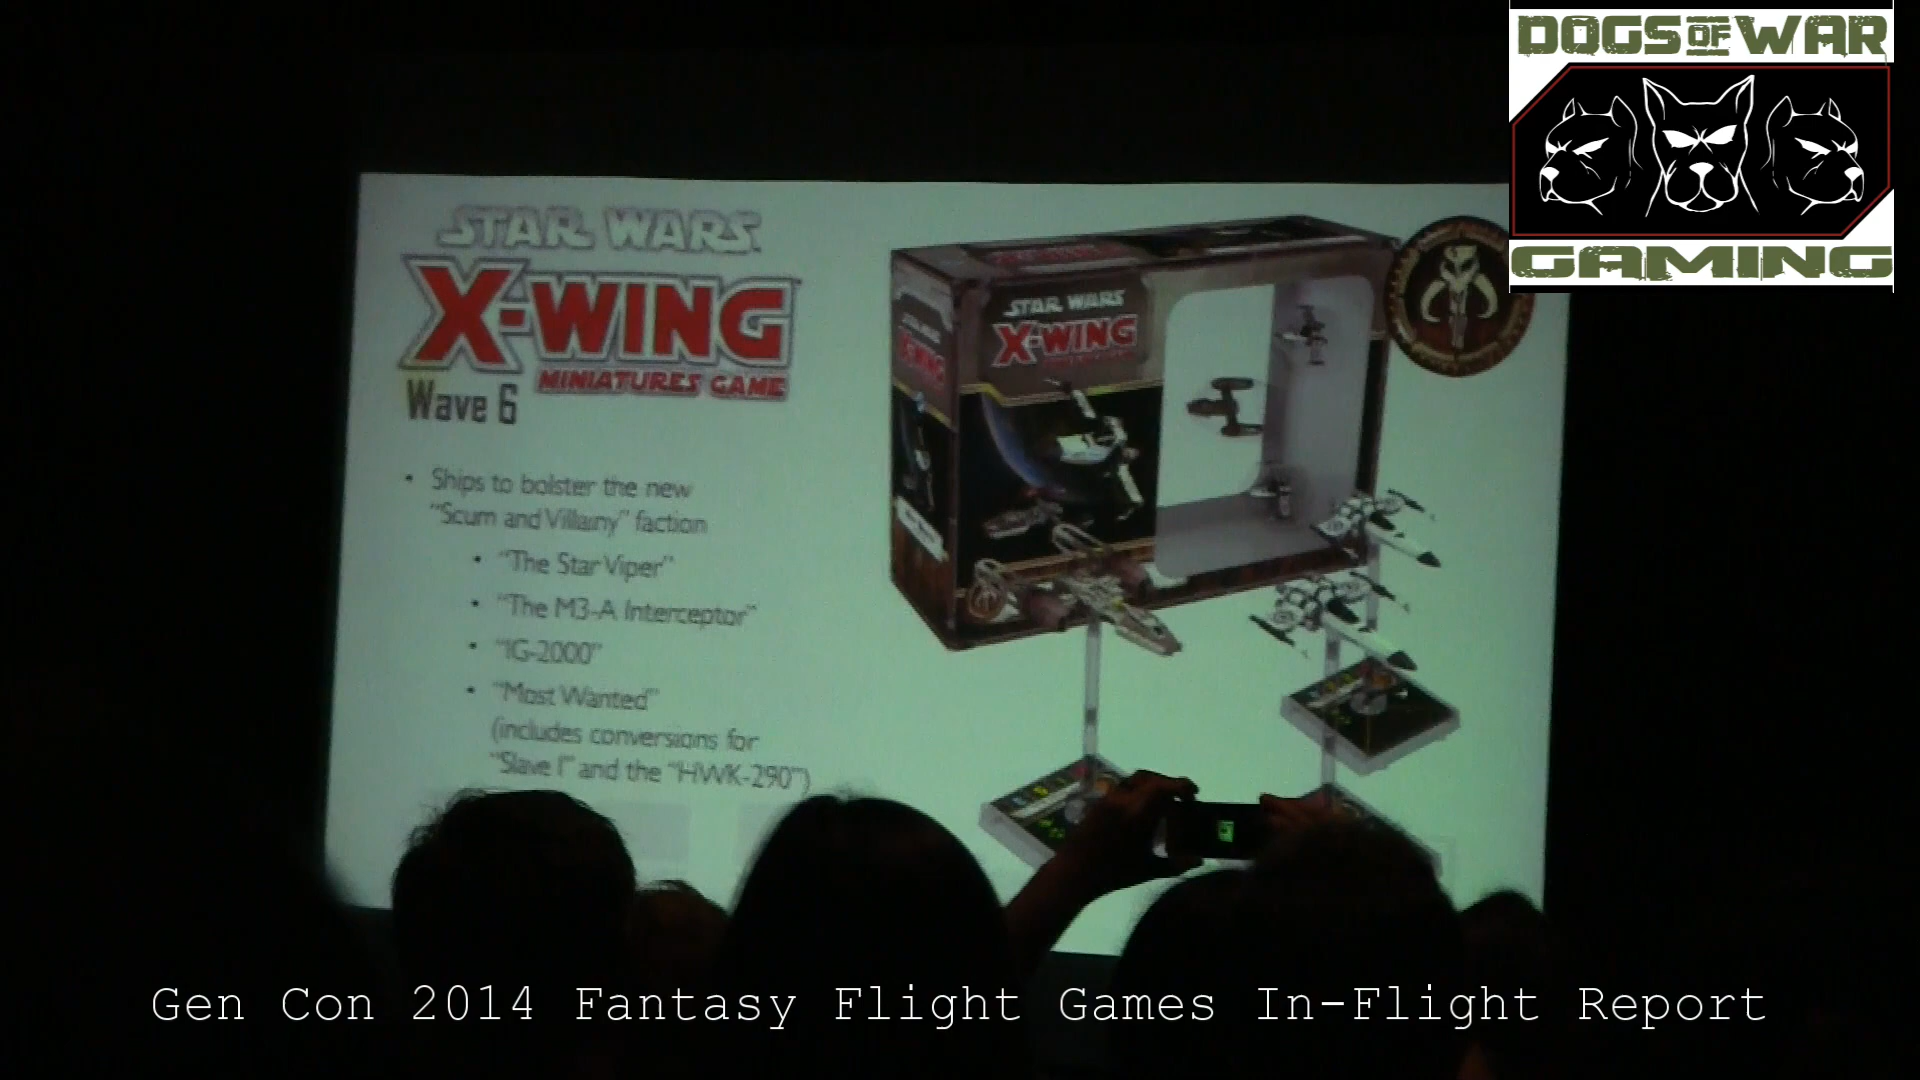 DOGS OF WAR
GAMING
STAR WARS
X-WING
MINIATURES GAME
Wave 6
• Ships to bolster the new
"Scum and Villainy" faction
• "The StarViper"
• "The M3-A Interceptor"
• "IG-2000"
• "Most Wanted"
(includes conversions for
"Slave I" and the "HWK-290")
STAR WARS
X-WING
Gen Con 2014 Fantasy Flight Games In-Flight Report